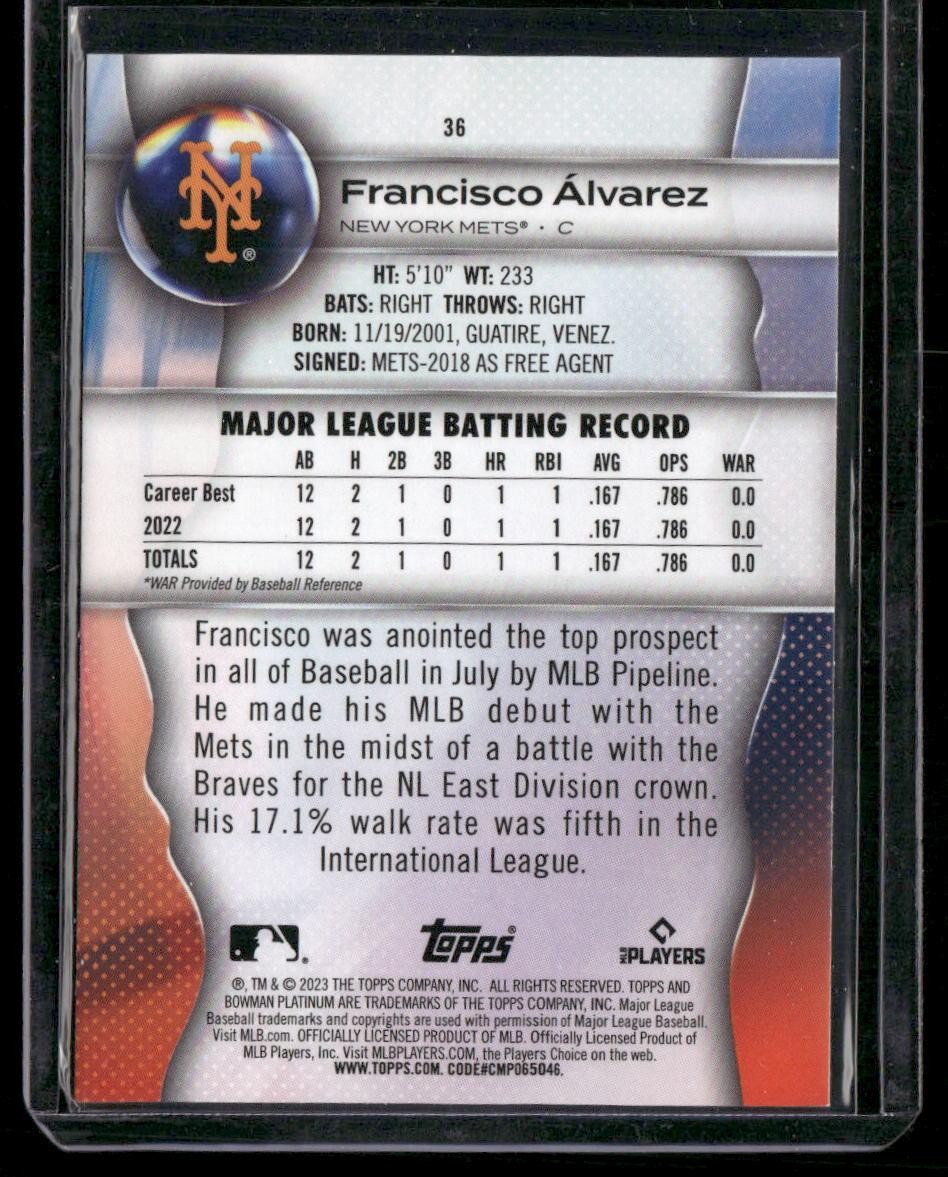 36
NY®
Francisco Álvarez
NEW YORK METS® · C
HT: 5'10" WT: 233
BATS: RIGHT THROWS: RIGHT
BORN: 11/19/2001, GUATIRE, VENEZ.
SIGNED: METS-2018 AS FREE AGENT
MAJOR LEAGUE BATTING RECORD
AB H 2B 3B HR RBI AVG OPS WAR
Career Best 12 2 1 0 1 1 .167 .786 0.0
2022 12 2 1 0 1 1 .167 .786 0.0
TOTALS 12 2 1 0 1 1 .167 .786 0.0
*WAR Provided by Baseball Reference
Francisco was anointed the top prospect
in all of Baseball in July by MLB Pipeline.
He made his MLB debut with the
Mets in the midst of a battle with the
Braves for the NL East Division crown.
His 17.1% walk rate was fifth in the
International League.
Topps® MLB PLAYERS
®, TM & © 2023 THE TOPPS COMPANY, INC. ALL RIGHTS RESERVED. TOPPS AND
BOWMAN PLATINUM ARE TRADEMARKS OF THE TOPPS COMPANY, INC. Major League
Baseball trademarks and copyrights are used with permission of Major League Baseball.
Visit MLB.com. OFFICIALLY LICENSED PRODUCT OF MLB. Officially Licensed Product of
MLB Players, Inc. Visit MLBPLAYERS.COM, the Players Choice on the web.
WWW.TOPPS.COM. CODE#CMP065046.